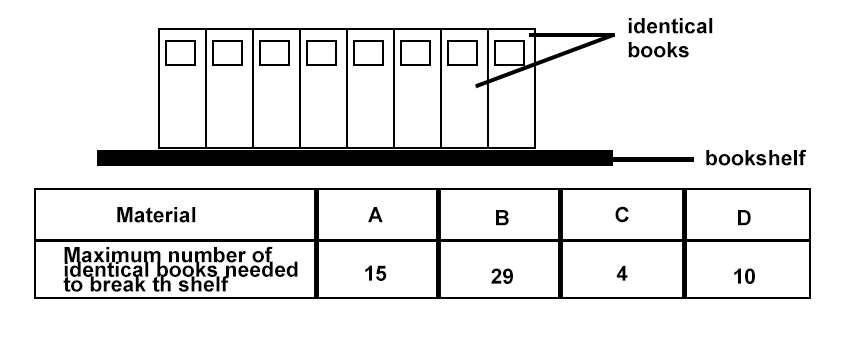 identical
books
bookshelf
Material A B C D
Maximum number of
identical books needed
to break th shelf
15 29 4 10